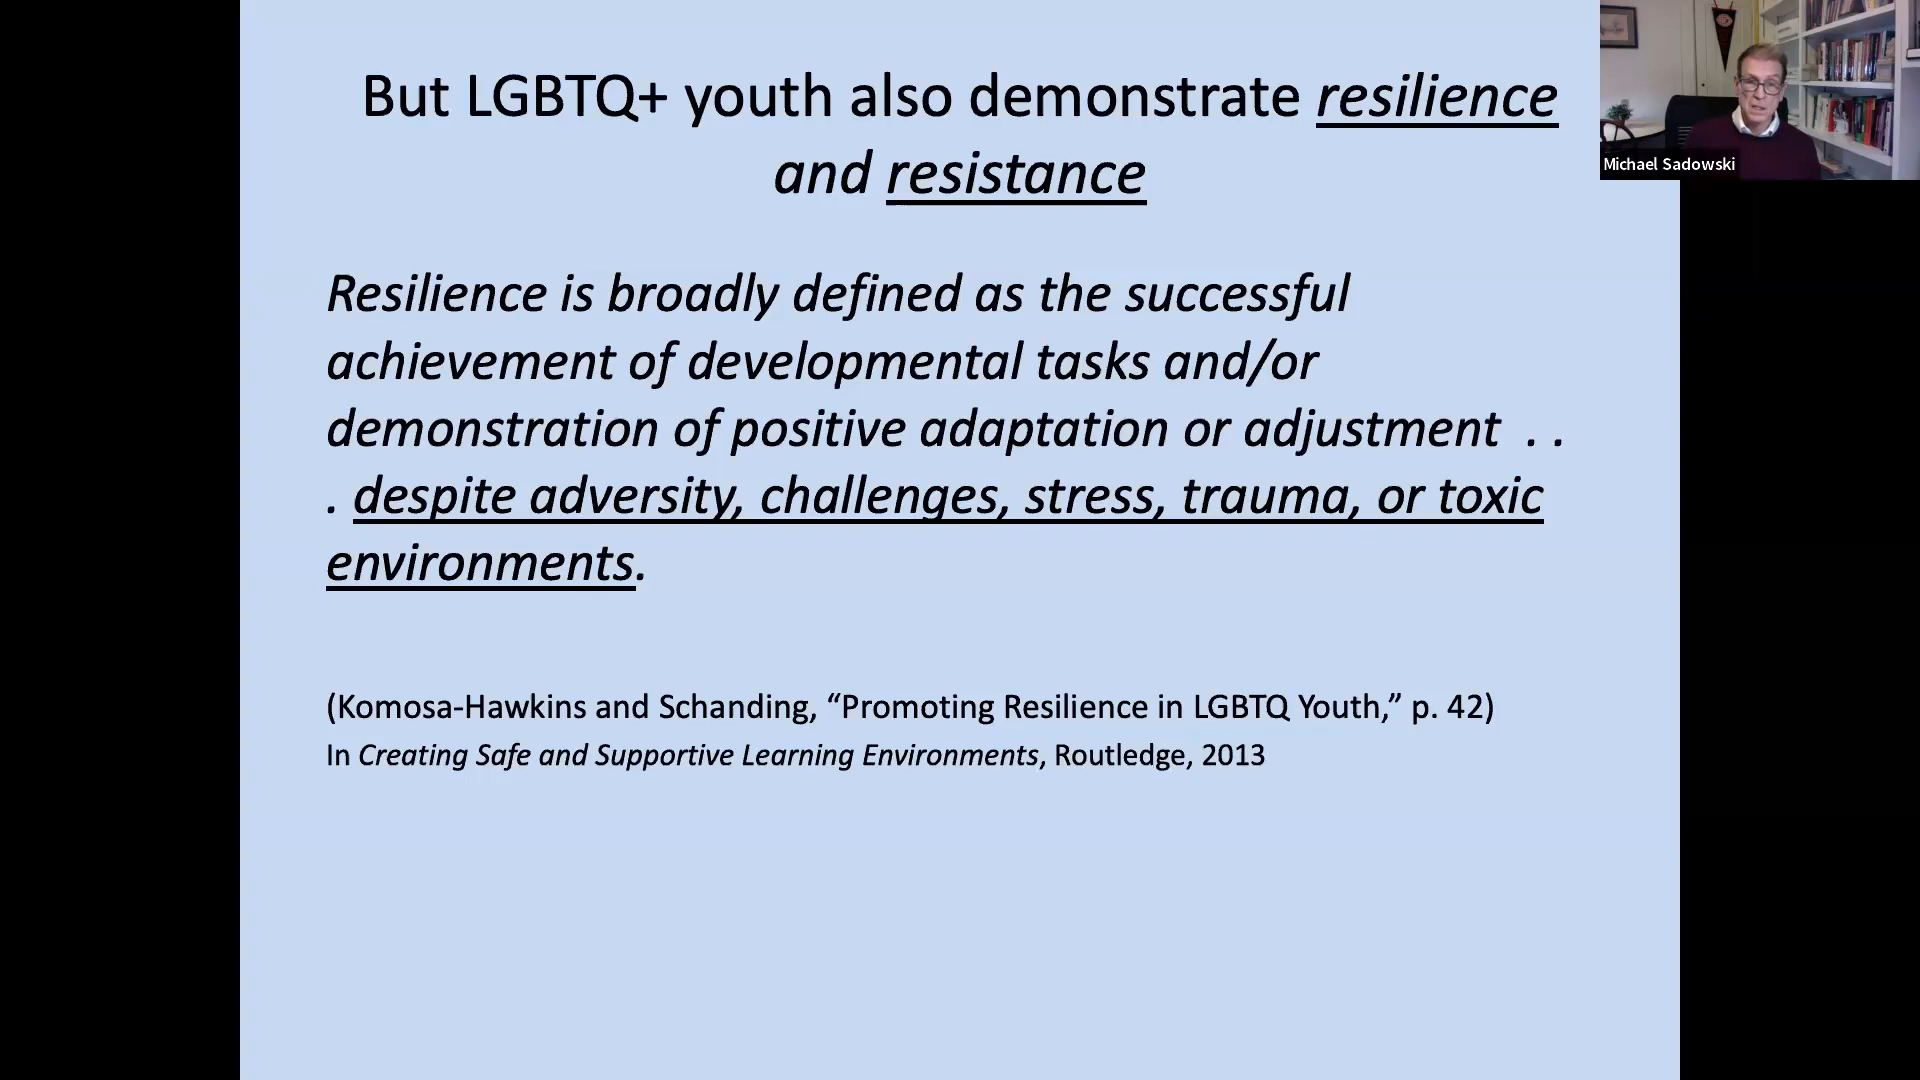 But LGBTQ+ youth also demonstrate resilience
and resistance
Michael Sadowski
Resilience is broadly defined as the successful
achievement of developmental tasks and/or
demonstration of positive adaptation or adjustment . .
. despite adversity, challenges, stress, trauma, or toxic
environments.
(Komosa-Hawkins and Schanding, “Promoting Resilience in LGBTQ Youth,” p. 42)
In Creating Safe and Supportive Learning Environments, Routledge, 2013